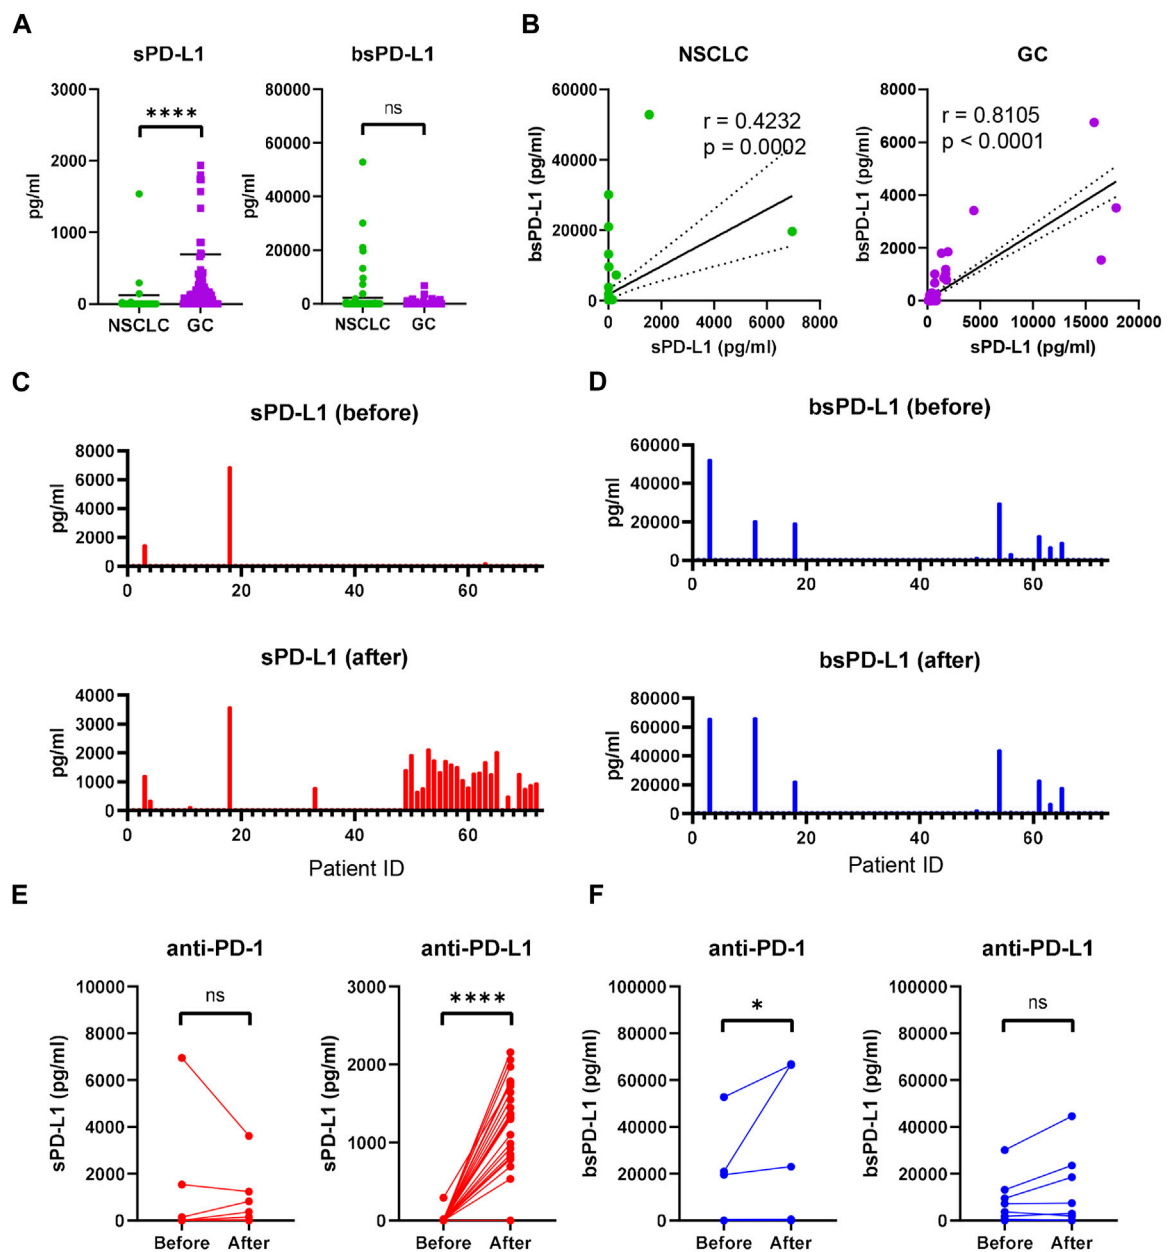 A
sPD-L1
pg/ml
3000
2000
1000
0
****
NSCLC
GC
bsPD-L1
pg/ml
80000
60000
40000
20000
0
ns
NSCLC
GC
B
NSCLC
bsPD-L1 (pg/ml)
60000
40000
20000
0
r = 0.4232
p = 0.0002
0 2000 4000 6000 8000
sPD-L1 (pg/ml)
GC
bsPD-L1 (pg/ml)
8000
6000
4000
2000
0
r = 0.8105
p < 0.0001
0 5000 10000 15000 20000
sPD-L1 (pg/ml)
C
sPD-L1 (before)
pg/ml
8000
6000
4000
2000
0
0 20 40 60
sPD-L1 (after)
pg/ml
4000
3000
2000
1000
0
0 20 40 60
Patient ID
D
bsPD-L1 (before)
pg/ml
60000
40000
20000
0
0 20 40 60
bsPD-L1 (after)
pg/ml
80000
60000
40000
20000
0
0 20 40 60
Patient ID
E
anti-PD-1
sPD-L1 (pg/ml)
10000
8000
6000
4000
2000
0
ns
Before After
anti-PD-L1
sPD-L1 (pg/ml)
3000
2000
1000
0
****
Before After
F
anti-PD-1
bsPD-L1 (pg/ml)
100000
80000
60000
40000
20000
0
*
Before After
anti-PD-L1
bsPD-L1 (pg/ml)
100000
80000
60000
40000
20000
0
ns
Before After